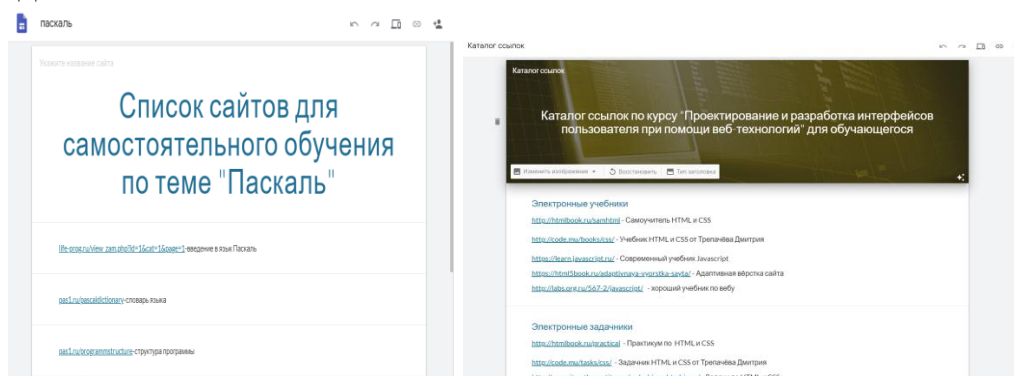 паскаль
Укажите название сайта
Список сайтов для
самостоятельного обучения
по теме "Паскаль"
life-prog.ru/view_zam.php?id=1&cat=1&page=1-введение в язык Паскаль
pas1.ru/pascaldictionary-словарь языка
pas1.ru/programmstructure-структура программы
Каталог ссылок
Каталог ссылок
Каталог ссылок по курсу "Проектирование и разработка интерфейсов
пользователя при помощи веб-технологий" для обучающегося
Изменить изображение
Восстановить
Тип заголовка
Электронные учебники
http://htmlbook.ru/samhtml - Самоучитель HTML и CSS
http://code.mu/books/css/ - Учебник HTML и CSS от Трепачёва Дмитрия
https://learn.javascript.ru/ - Современный учебник Javascript
https://html5book.ru/adaptivnaya-vyorstka-sayta/ - Адаптивная вёрстка сайта
http://labs.org.ru/567-2/javascript/ - хороший учебник по вебу
Электронные задачники
http://htmlbook.ru/practical - Практикум по HTML и CSS
http://code.mu/tasks/css/ - Задачник HTML и CSS от Трепачёва Дмитрия